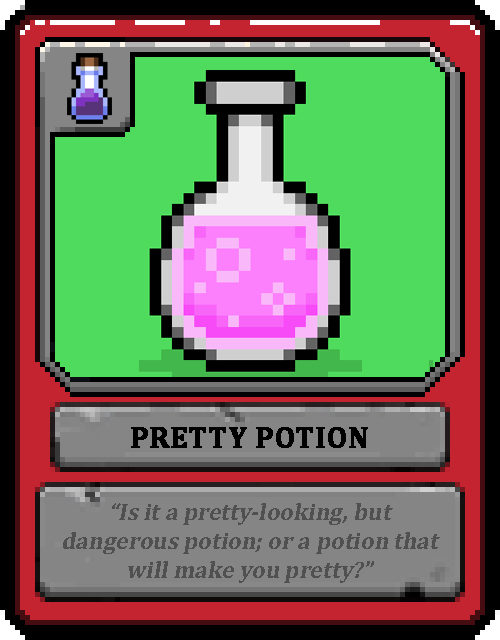 PRETTY POTION
“Is it a pretty-looking, but
dangerous potion; or a potion that
will make you pretty?”